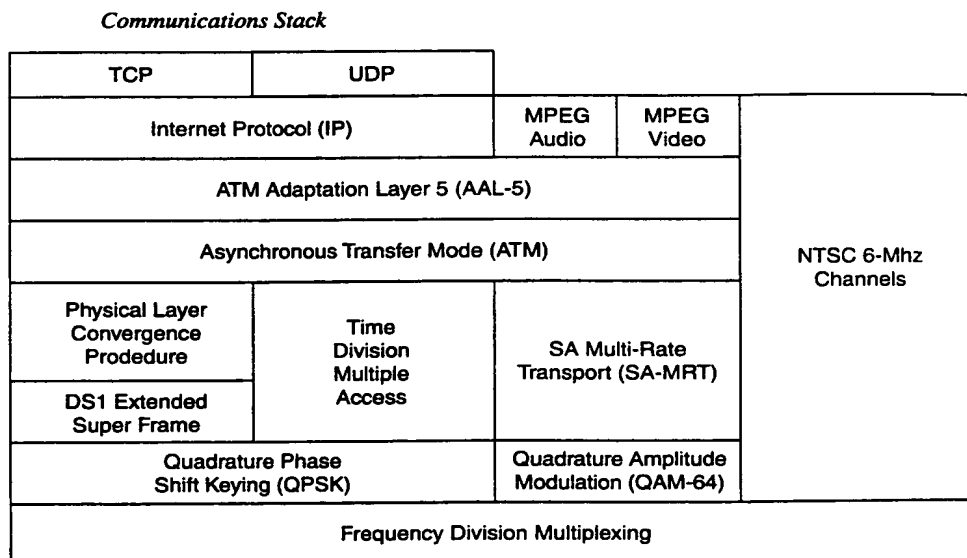 Communications Stack
TCP
UDP
Internet Protocol (IP)
MPEG
Audio
MPEG
Video
ATM Adaptation Layer 5 (AAL-5)
Asynchronous Transfer Mode (ATM)
NTSC 6-Mhz
Channels
Physical Layer
Convergence
Prodedure
Time
Division
Multiple
Access
SA Multi-Rate
Transport (SA-MRT)
DS1 Extended
Super Frame
Quadrature Phase
Shift Keying (QPSK)
Quadrature Amplitude
Modulation (QAM-64)
Frequency Division Multiplexing